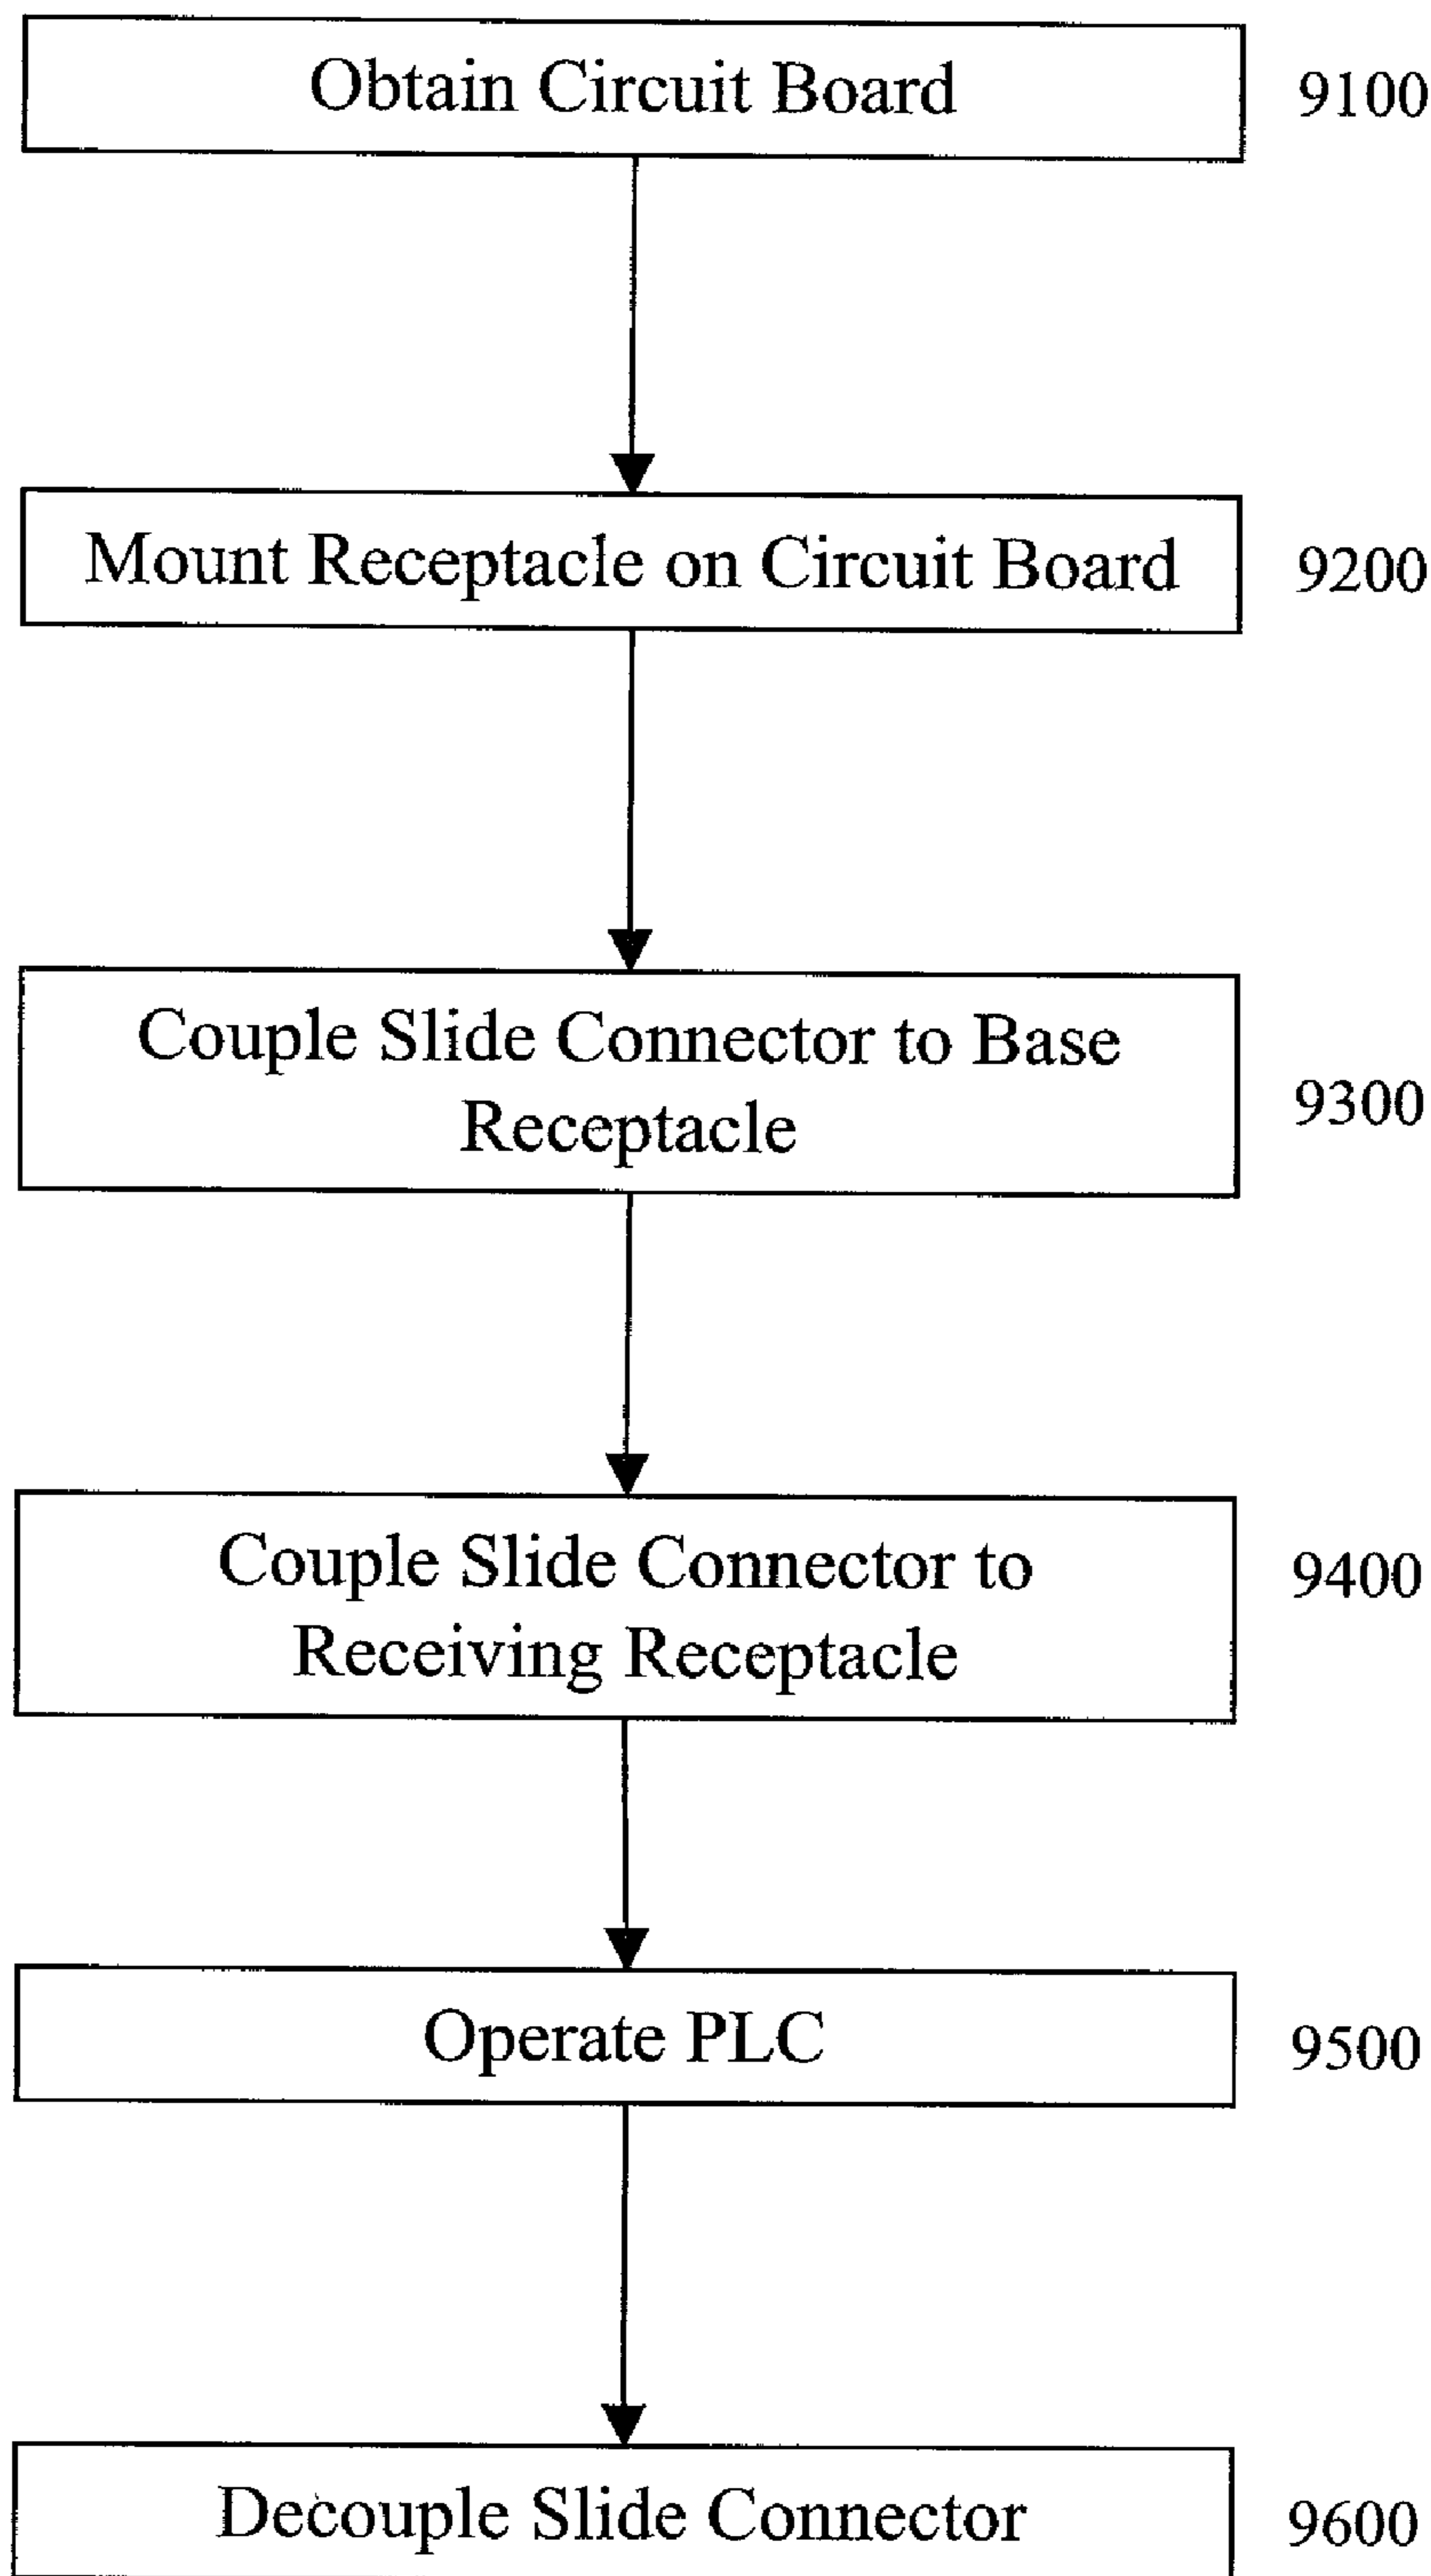 Obtain Circuit Board 9100
Mount Receptacle on Circuit Board 9200
Couple Slide Connector to Base
Receptacle
9300
Couple Slide Connector to
Receiving Receptacle
9400
Operate PLC 9500
Decouple Slide Connector 9600